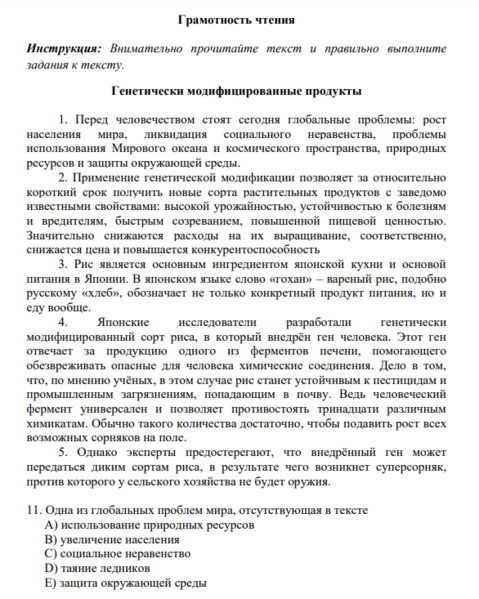 Грамотность чтения
Инструкция: Внимательно прочитайте текст и правильно выполните
задания к тексту.
Генетически модифицированные продукты
1. Перед человечеством стоят сегодня глобальные проблемы: рост
населения мира, ликвидация социального неравенства, проблемы
использования Мирового океана и космического пространства, природных
ресурсов и защиты окружающей среды.
2. Применение генетической модификации позволяет за относительно
короткий срок получить новые сорта растительных продуктов с заведомо
известными свойствами: высокой урожайностью, устойчивостью к болезням
и вредителям, быстрым созреванием, повышенной пищевой ценностью.
Значительно снижаются расходы на их выращивание, соответственно,
снижается цена и повышается конкурентоспособность
3. Рис является основным ингредиентом японской кухни и основой
питания в Японии. В японском языке слово «гохан» – вареный рис, подобно
русскому «хлеб», обозначает не только конкретный продукт питания, но и
еду вообще.
4. Японские исследователи разработали генетически
модифицированный сорт риса, в который внедрён ген человека. Этот ген
отвечает за продукцию одного из ферментов печени, помогающего
обезвреживать опасные для человека химические соединения. Дело в том,
что, по мнению учёных, в этом случае рис станет устойчивым к пестицидам и
промышленным загрязнениям, попадающим в почву. Ведь человеческий
фермент универсален и позволяет противостоять тринадцати различным
химикатам. Обычно такого количества достаточно, чтобы подавить рост всех
возможных сорняков на поле.
5. Однако эксперты предостерегают, что внедрённый ген может
передаться диким сортам риса, в результате чего возникнет суперсорняк,
против которого у сельского хозяйства не будет оружия.
11. Одна из глобальных проблем мира, отсутствующая в тексте
A) использование природных ресурсов
B) увеличение населения
C) социальное неравенство
D) таяние ледников
E) защита окружающей среды